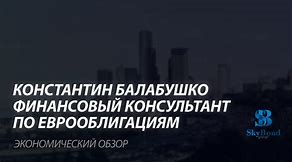 КОНСТАНТИН БАЛАБУШКО
ФИНАНСОВЫЙ КОНСУЛЬТАНТ
ПО ЕВРООБЛИГАЦИЯМ
SkyBond
ЭКОНОМИЧЕСКИЙ ОБЗОР